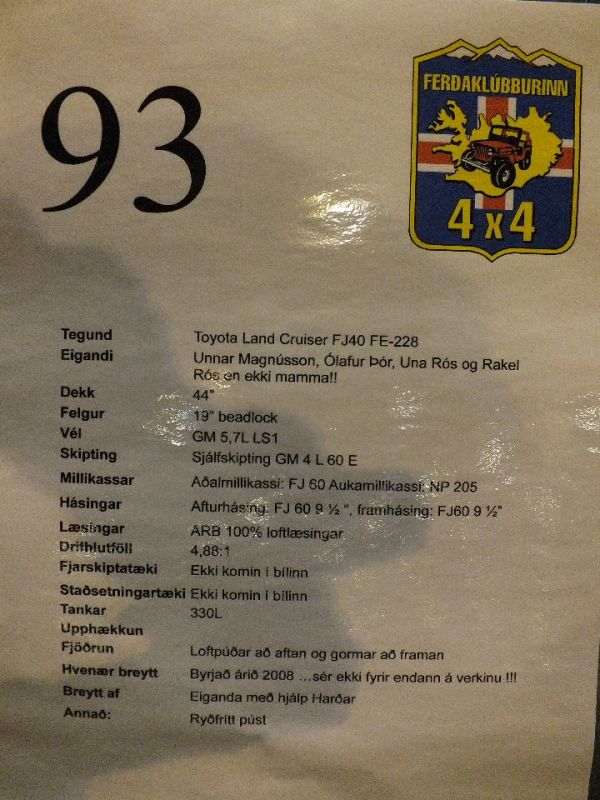 93
FERÐAKLÚBBURINN
4 x 4
Tegund Toyota Land Cruiser FJ40 FE-228
Eigandi Unnar Magnússon, Ólafur Þór, Una Rós og Rakel
Rós en ekki mamma!!
Dekk 44"
Felgur 19" beadlock
Vél GM 5,7L LS1
Skipting Sjálfskipting GM 4 L 60 E
Millikassar Aðalmillikassi: FJ 60 Aukamillikassi: NP 205
Hásingar Afturhásing: FJ 60 9 ½ “, framhásing: FJ60 9 ½”
Læsingar ARB 100% loftlæsingar
Drifhlutföll 4,88:1
Fjarskiptatæki Ekki komin í bílinn
Staðsetningartæki Ekki komin í bílinn
Tankar 330L
Upphækkun
Fjöðrun Loftpúðar að aftan og gormar að framan
Hvenær breytt Byrjað árið 2008 ...sér ekki fyrir endann á verkinu !!!
Breytt af Eiganda með hjálp Harðar
Annað: Ryðfrítt púst